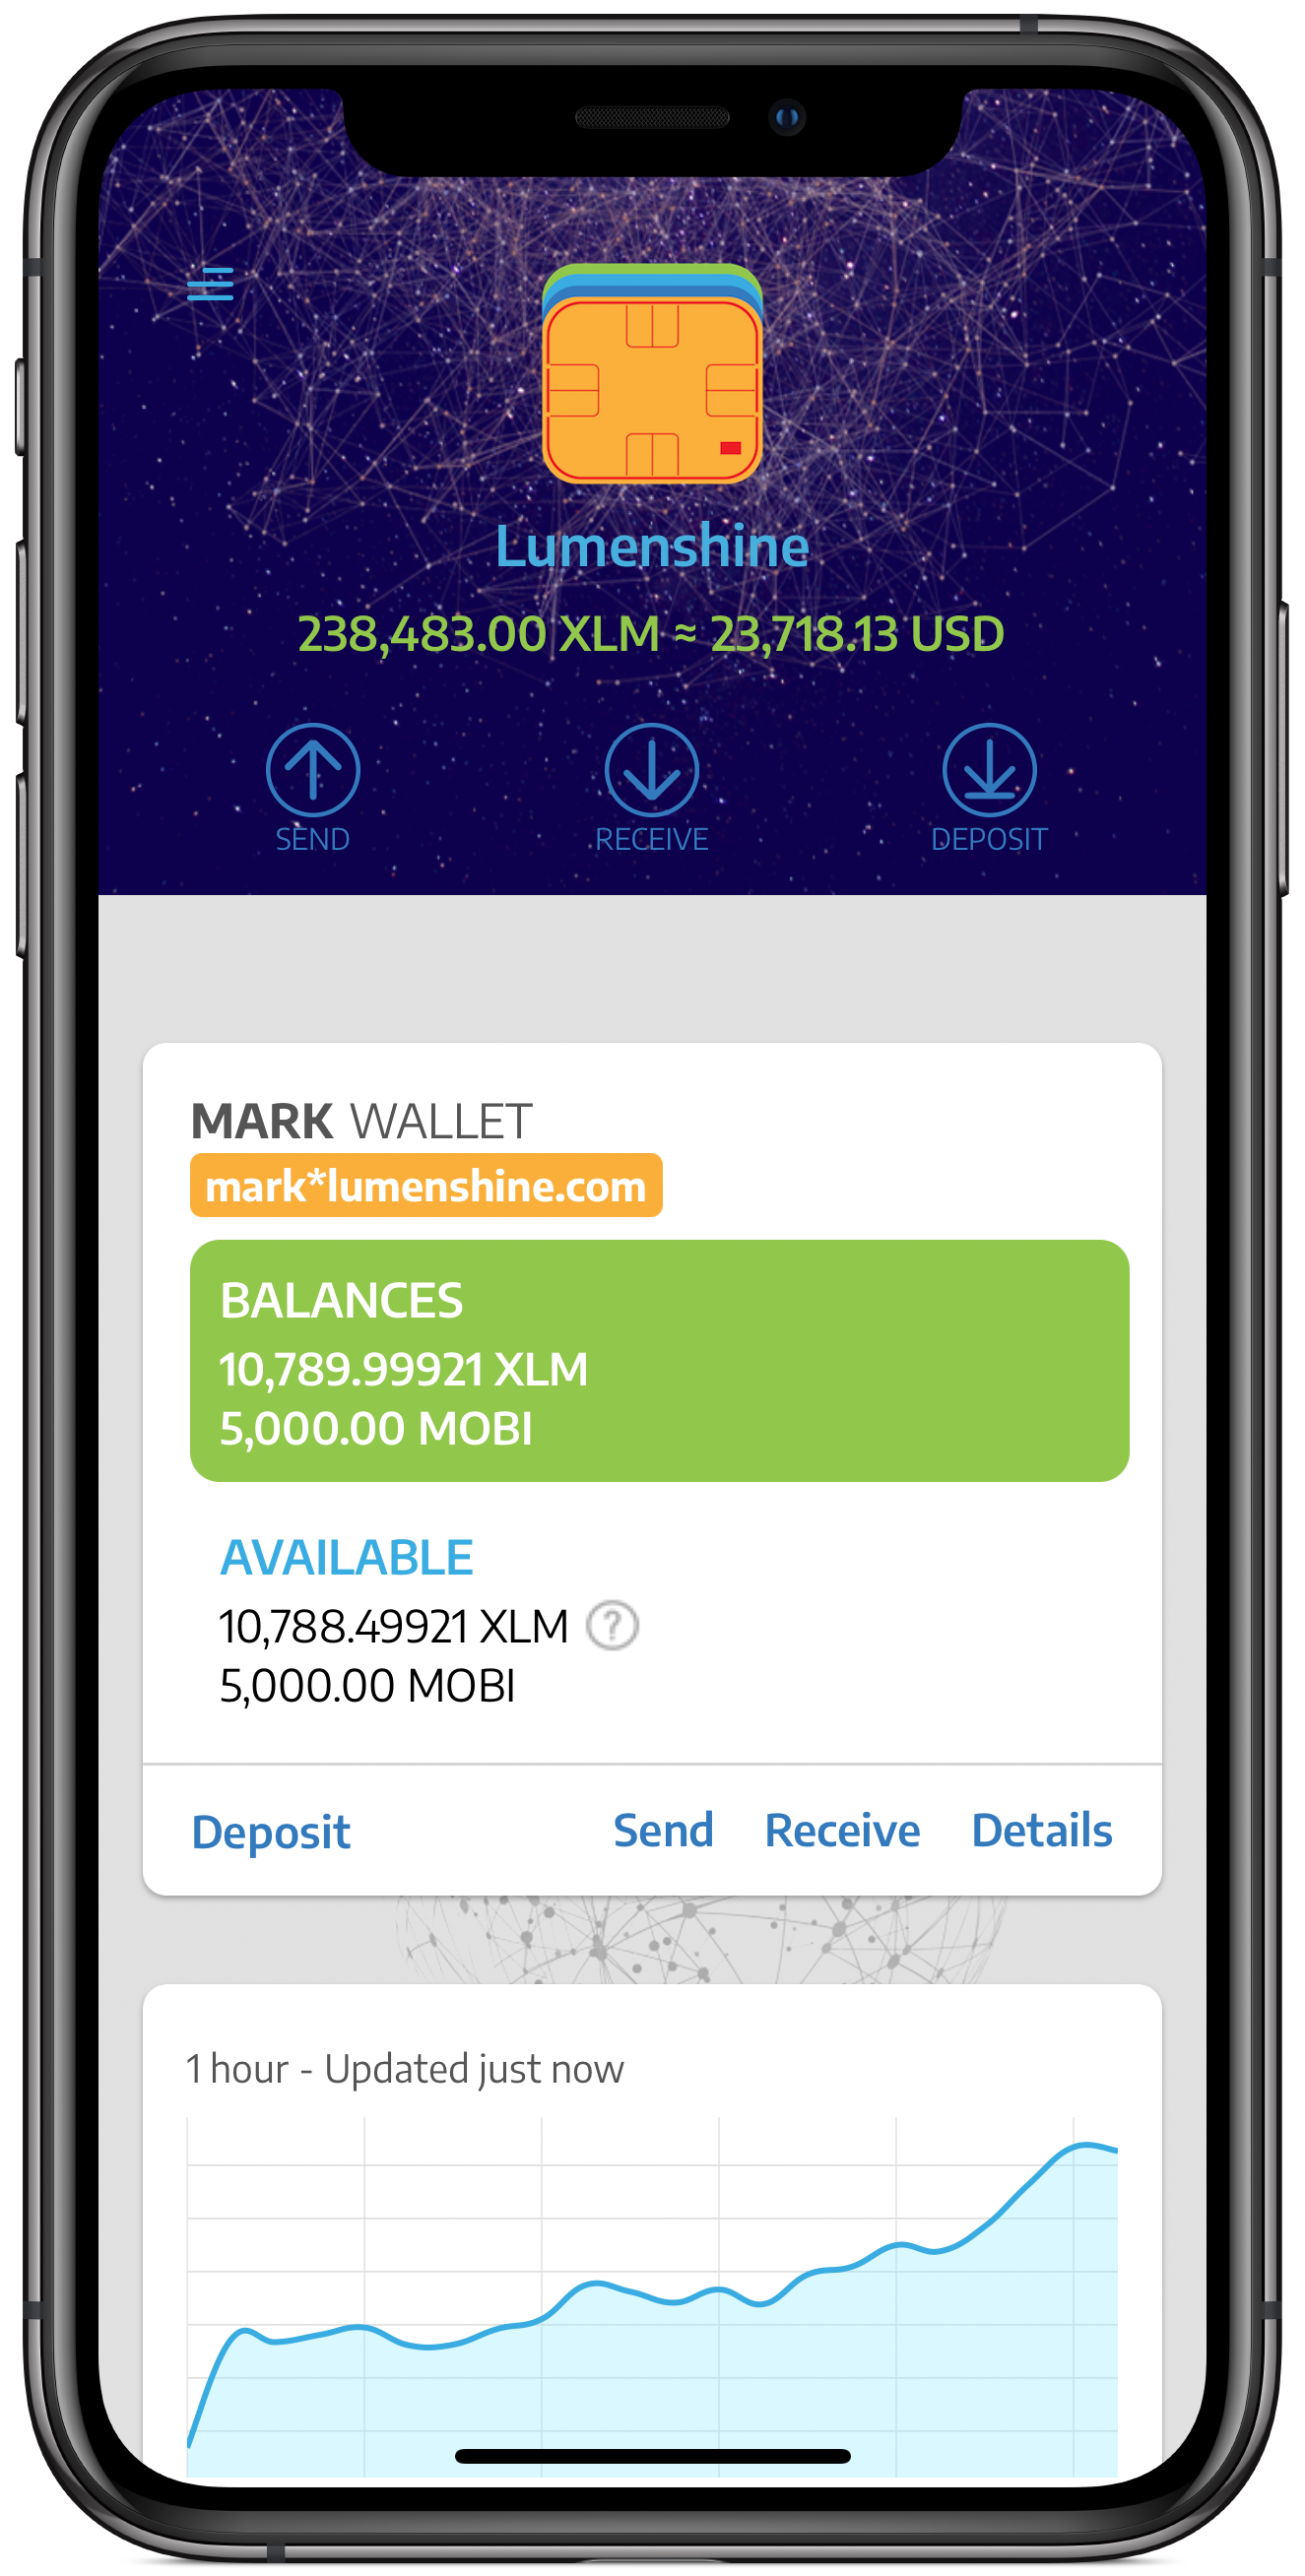 Lumenshine
238,483.00 XLM ≈ 23,718.13 USD
SEND RECEIVE DEPOSIT
MARK WALLET
mark*lumenshine.com
BALANCES
10,789.99921 XLM
5,000.00 MOBI
AVAILABLE
10,788.49921 XLM ?
5,000.00 MOBI
Deposit Send Receive Details
1 hour - Updated just now